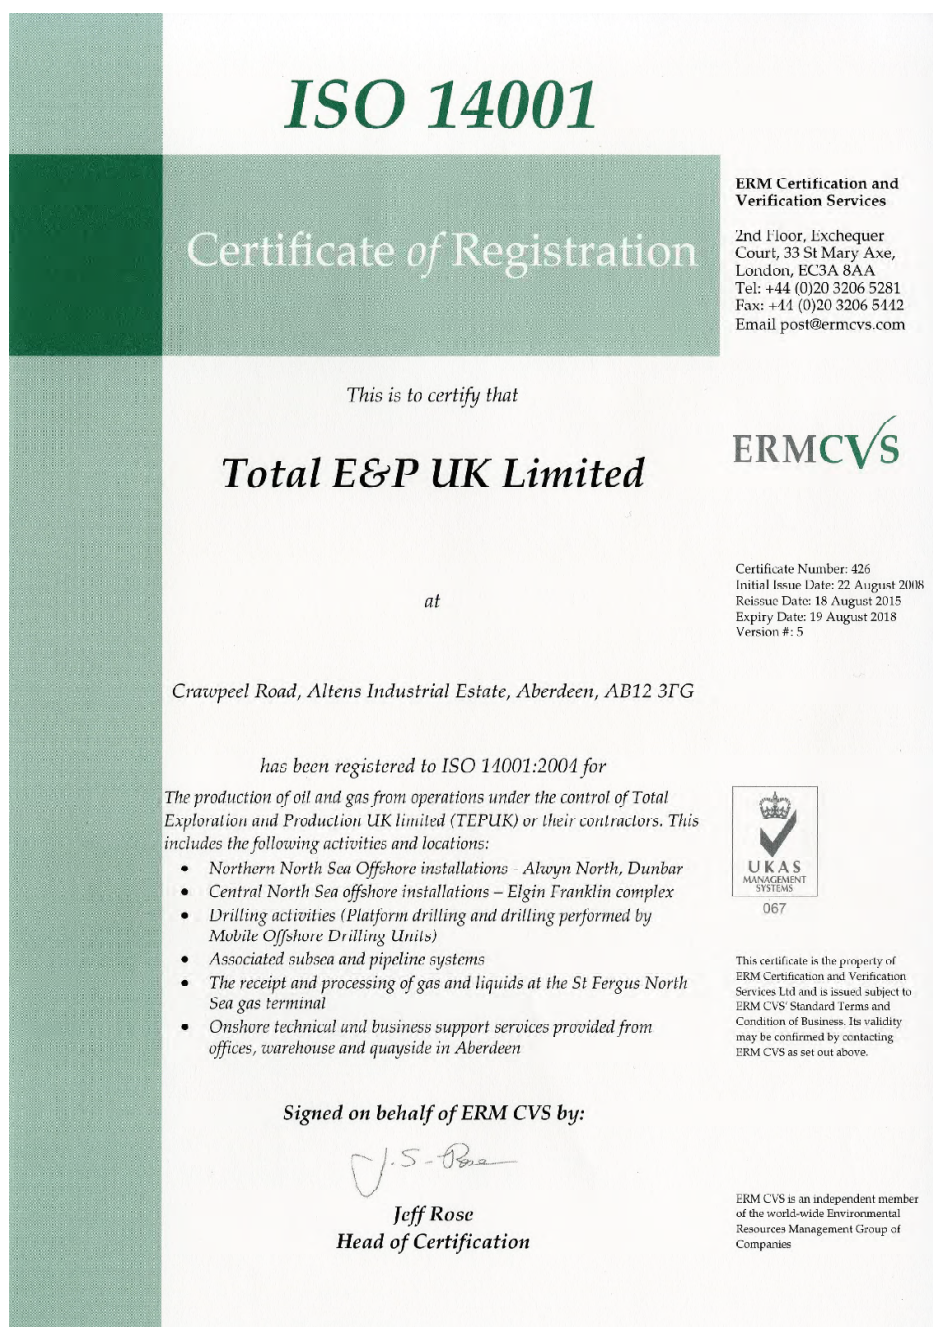 ISO 14001
Certificate of Registration
ERM Certification and
Verification Services
2nd Floor, Exchequer
Court, 33 St Mary Axe,
London, EC3A 8AA
Tel: +44 (0)20 3206 5281
Fax: +44 (0)20 3206 5442
Email post@ermcvs.com
This is to certify that
Total E&P UK Limited
ERMCVS
at
Certificate Number: 426
Initial Issue Date: 22 August 2008
Reissue Date: 18 August 2015
Expiry Date: 19 August 2018
Version #: 5
Crawpeel Road, Altens Industrial Estate, Aberdeen, AB12 3FG
has been registered to ISO 14001:2004 for
The production of oil and gas from operations under the control of Total
Exploration and Production UK limited (TEPUK) or their contractors. This
includes the following activities and locations:
• Northern North Sea Offshore installations - Alwyn North, Dunbar
• Central North Sea offshore installations – Elgin Franklin complex
• Drilling activities (Platform drilling and drilling performed by
Mobile Offshore Drilling Units)
• Associated subsea and pipeline systems
• The receipt and processing of gas and liquids at the St Fergus North
Sea gas terminal
• Onshore technical and business support services provided from
offices, warehouse and quayside in Aberdeen
UKAS
MANAGEMENT
SYSTEMS
067
This certificate is the property of
ERM Certification and Verification
Services Ltd and is issued subject to
ERM CVS' Standard Terms and
Condition of Business. Its validity
may be confirmed by contacting
ERM CVS as set out above.
Signed on behalf of ERM CVS by:
J.S-Rose
Jeff Rose
Head of Certification
ERM CVS is an independent member
of the world-wide Environmental
Resources Management Group of
Companies